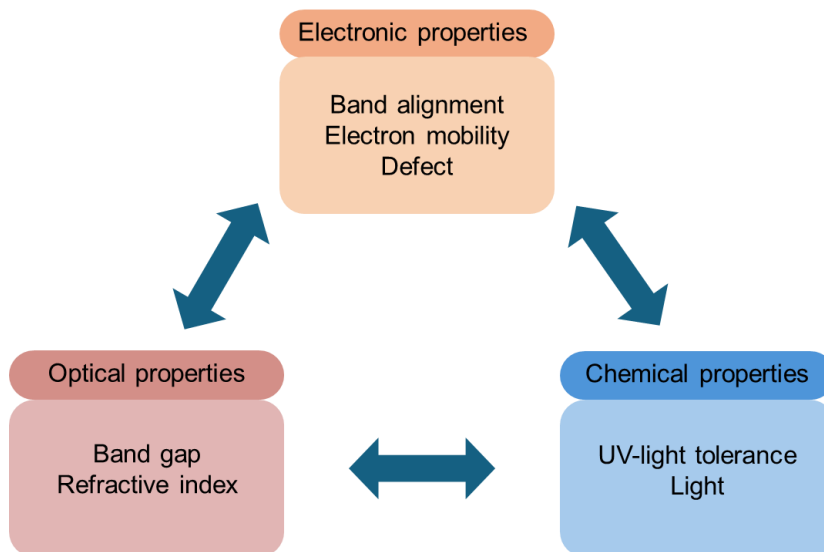 Electronic properties
Band alignment
Electron mobility
Defect
Optical properties
Band gap
Refractive index
Chemical properties
UV-light tolerance
Light